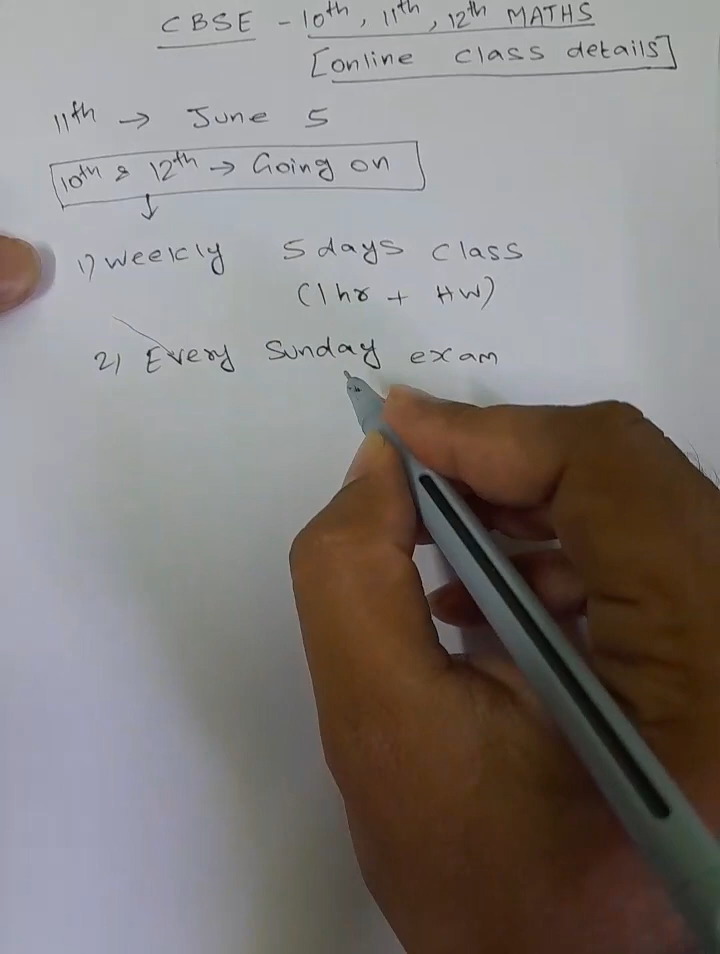 CBSE - 10th, 11th, 12th MATHS
[online class details]
11th → June 5
10th & 12th → Going on
↓
1) Weekly 5 days class
(1 hr + HW)
2) Every Sunday exam